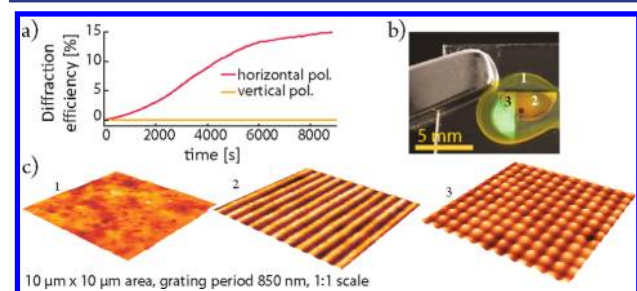 a)
Diffraction
efficiency [%]
15
10
5
0
0 2000 4000 6000 8000
time [s]
horizontal pol.
vertical pol.
b)
1
3 2
5 mm
c)
1 2 3
10 µm x 10 µm area, grating period 850 nm, 1:1 scale